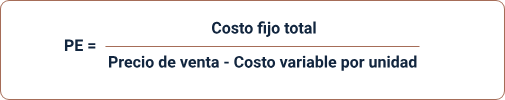 Costo fijo total
PE =
Precio de venta - Costo variable por unidad